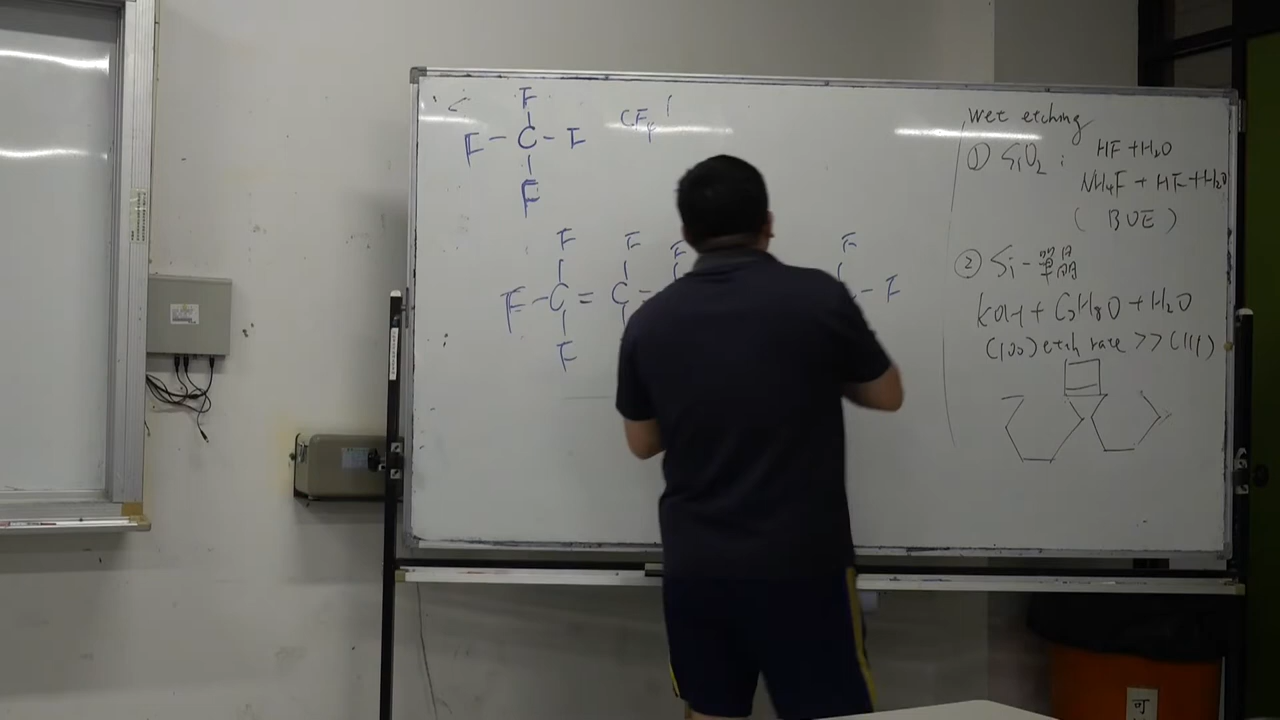 F
F - C - F
F
CF4
F F F F
F - C = C - - F
F
Wet etching
① SiO2 : HF + H2O
NH4F + HF + H2O
( BOE )
② Si - 單晶
KOH + C3H8O + H2O
(100) etch rate >> (111)
可